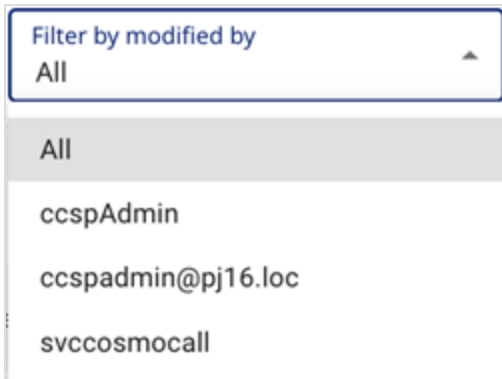 Filter by modified by
All
All
ccspAdmin
ccspadmin@pj16.loc
svccosmocall